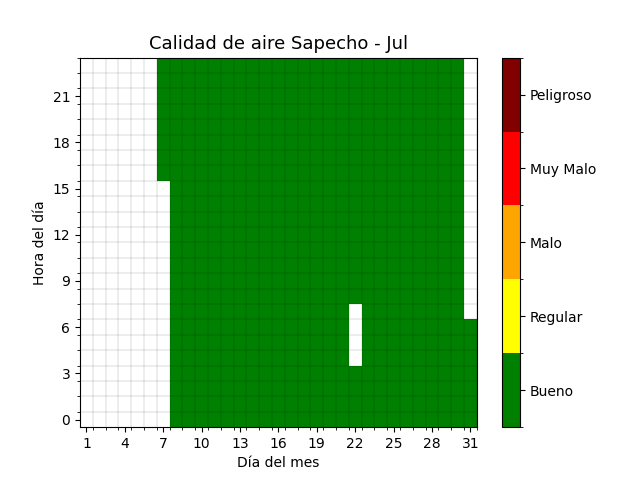 Calidad de aire Sapecho - Jul
21
18
15
12
9
6
3
0
Hora del día
1 4 7 10 13 16 19 22 25 28 31
Día del mes
Peligroso
Muy Malo
Malo
Regular
Bueno